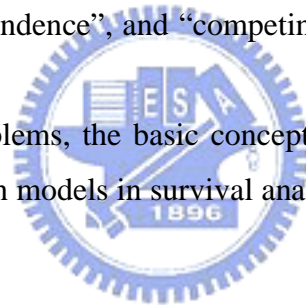 ndence”, and “competin
blems, the basic concept
n models in survival ana
E S A
1896